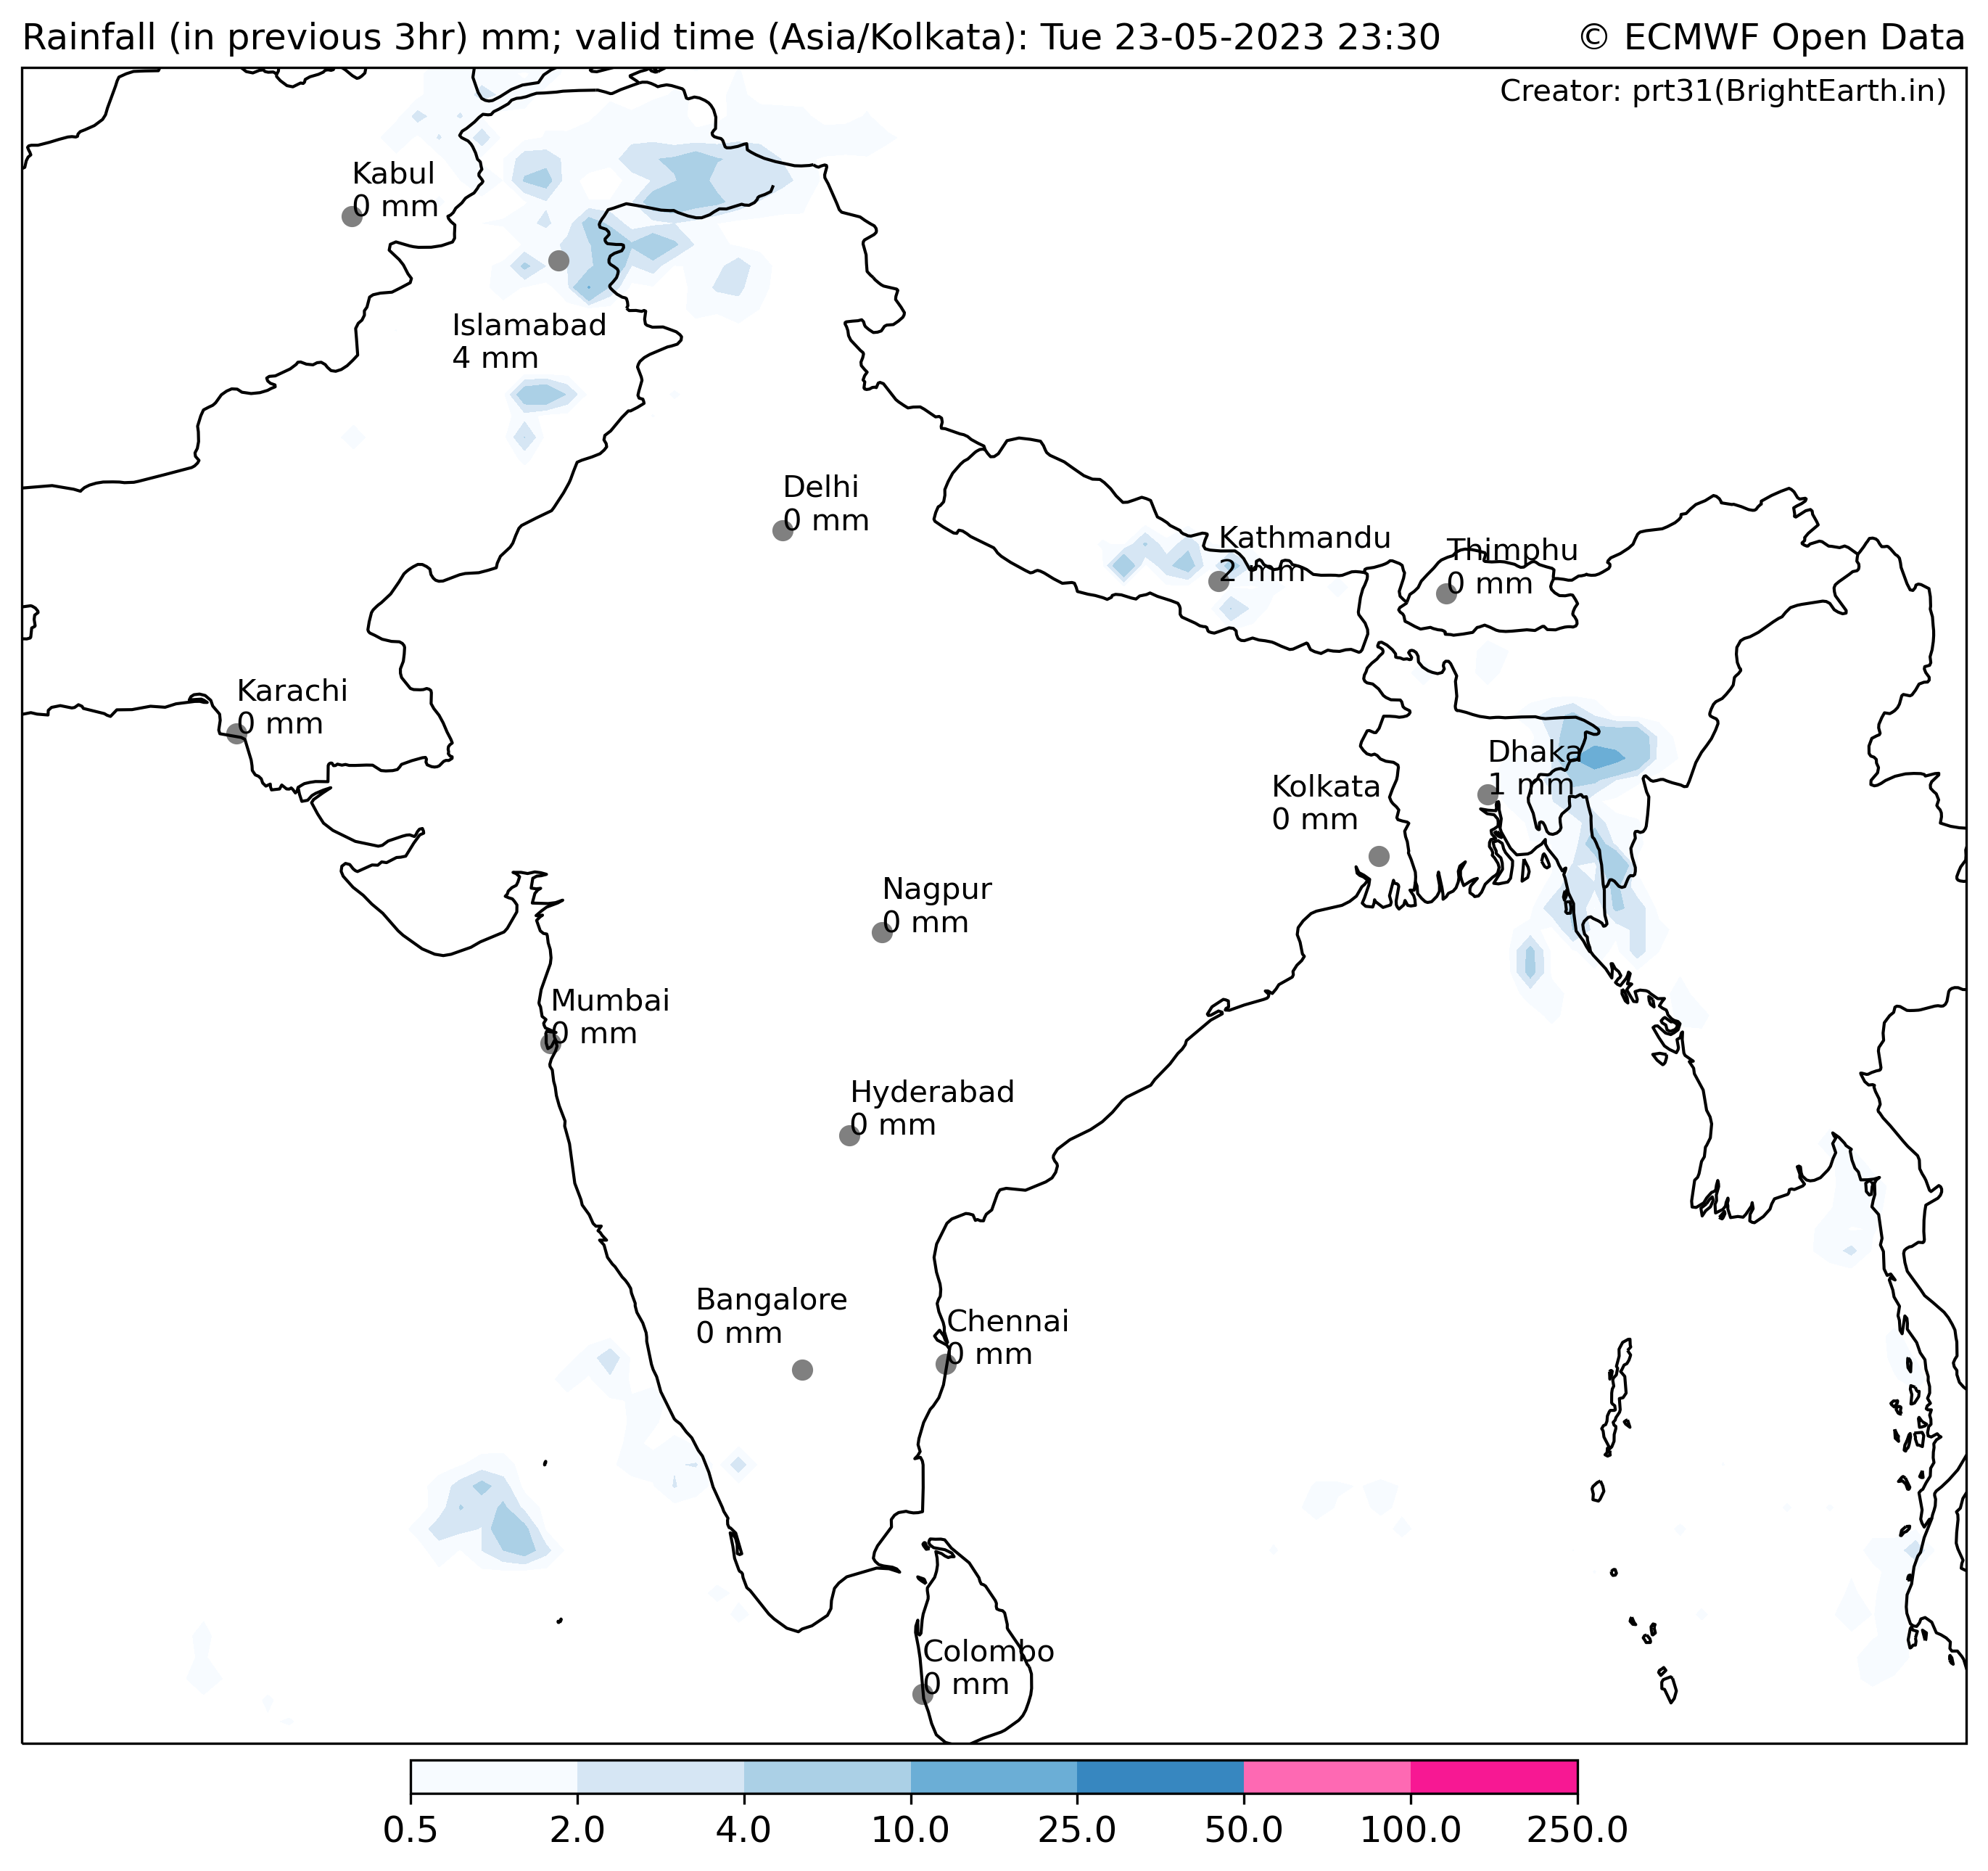 Rainfall (in previous 3hr) mm; valid time (Asia/Kolkata): Tue 23-05-2023 23:30
© ECMWF Open Data
Creator: prt31(BrightEarth.in)
Kabul
0 mm
Islamabad
4 mm
Delhi
0 mm
Kathmandu
2 mm
Thimphu
0 mm
Karachi
0 mm
Dhaka
1 mm
Kolkata
0 mm
Nagpur
0 mm
Mumbai
0 mm
Hyderabad
0 mm
Bangalore
0 mm
Chennai
0 mm
Colombo
0 mm
0.5 2.0 4.0 10.0 25.0 50.0 100.0 250.0